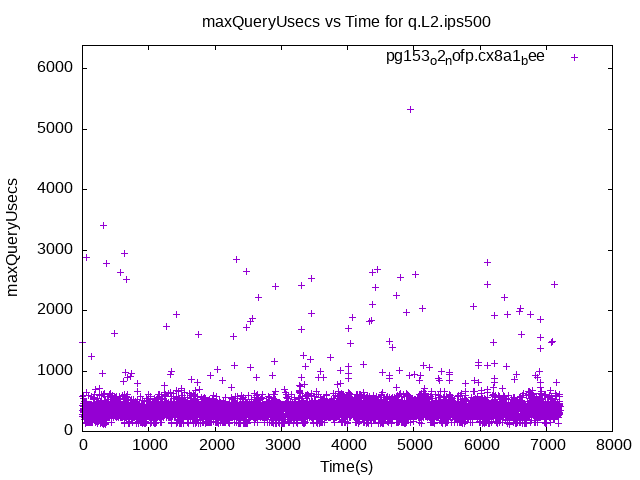 maxQueryUsecs vs Time for q.L2.ips500
pg153o2nofp.cx8a1bee
6000
5000
4000
3000
2000
1000
0
maxQueryUsecs
0 1000 2000 3000 4000 5000 6000 7000 8000
Time(s)